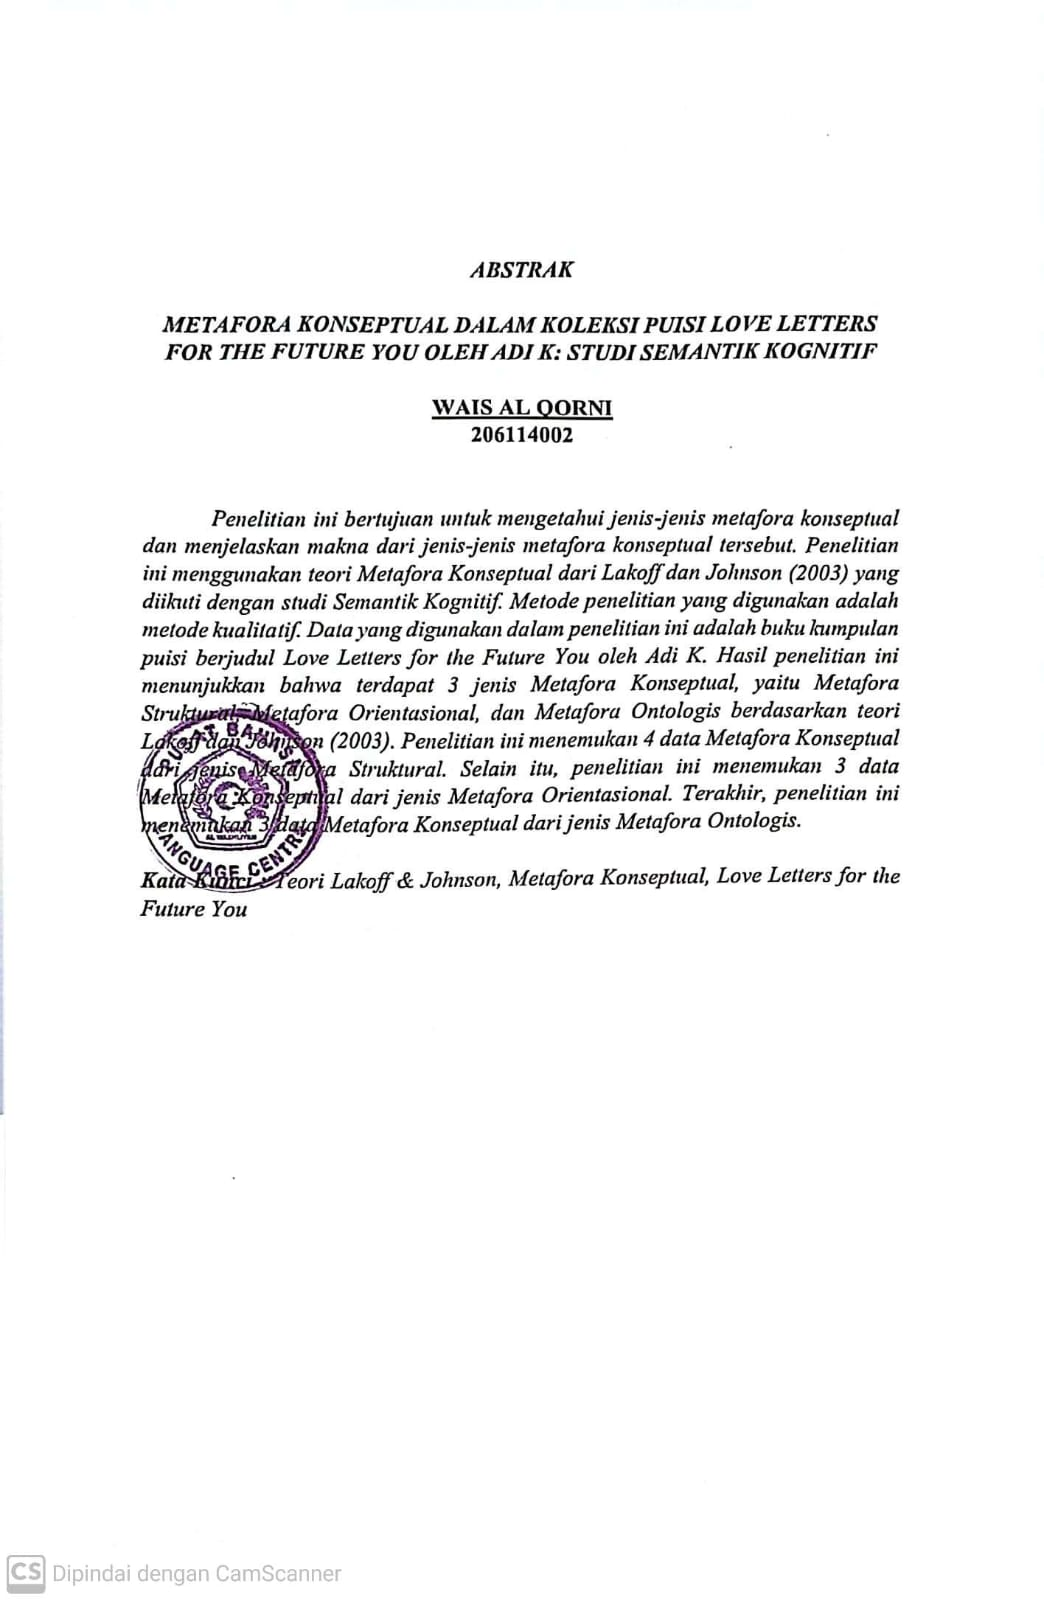 ABSTRAK
METAFORA KONSEPTUAL DALAM KOLEKSI PUISI LOVE LETTERS
FOR THE FUTURE YOU OLEH ADI K: STUDI SEMANTIK KOGNITIF
WAIS AL QORNI
206114002
Penelitian ini bertujuan untuk mengetahui jenis-jenis metafora konseptual
dan menjelaskan makna dari jenis-jenis metafora konseptual tersebut. Penelitian
ini menggunakan teori Metafora Konseptual dari Lakoff dan Johnson (2003) yang
diikuti dengan studi Semantik Kognitif. Metode penelitian yang digunakan adalah
metode kualitatif. Data yang digunakan dalam penelitian ini adalah buku kumpulan
puisi berjudul Love Letters for the Future You oleh Adi K. Hasil penelitian ini
menunjukkan bahwa terdapat 3 jenis Metafora Konseptual, yaitu Metafora
Struktural, Metafora Orientasional, dan Metafora Ontologis berdasarkan teori
Lakoff dan Johnson (2003). Penelitian ini menemukan 4 data Metafora Konseptual
dari jenis Metafora Struktural. Selain itu, penelitian ini menemukan 3 data
Metafora Konseptual dari jenis Metafora Orientasional. Terakhir, penelitian ini
menemukan 3 data Metafora Konseptual dari jenis Metafora Ontologis.
Kata Kunci : Teori Lakoff & Johnson, Metafora Konseptual, Love Letters for the
Future You
PUSAT BAHASA
LANGUAGE CENTRE
CS Dipindai dengan CamScanner